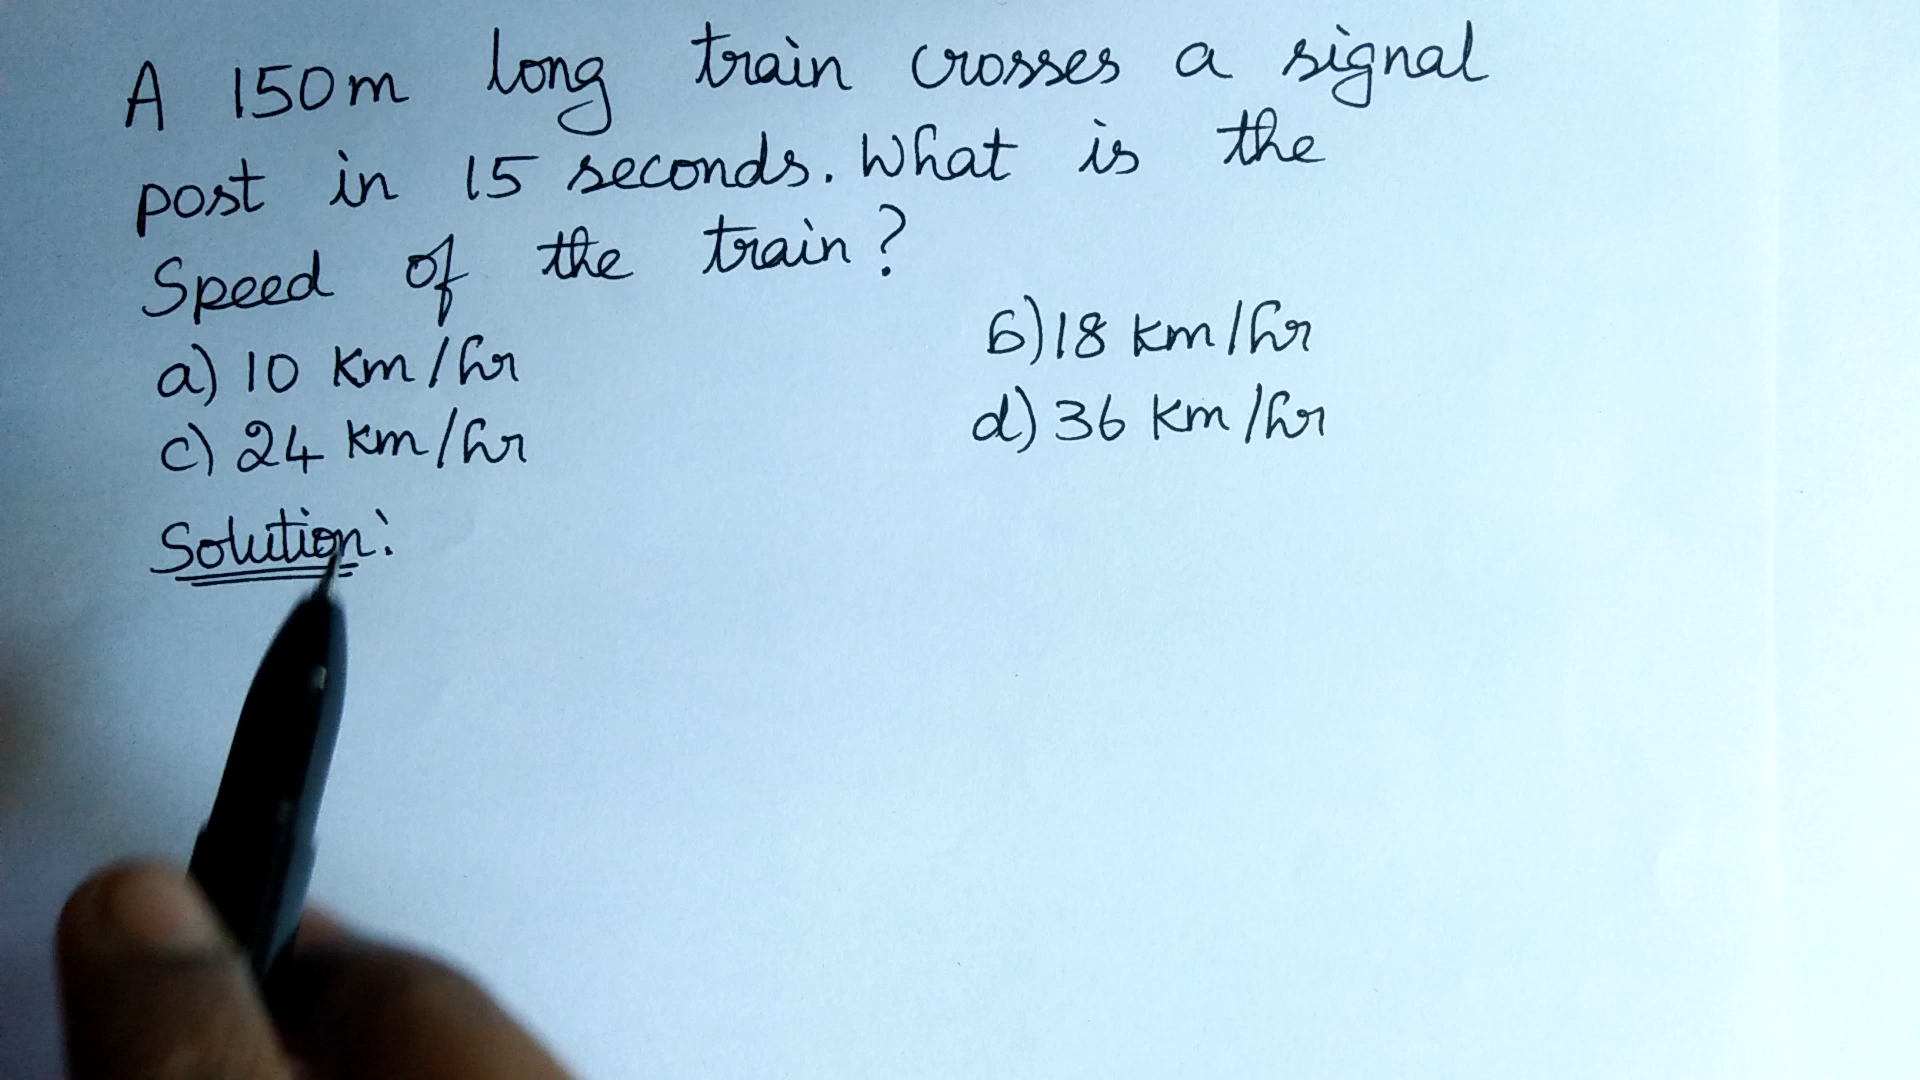 A 150m long train crosses a signal
post in 15 seconds. What is the
Speed of the train?
a) 10 Km/hr
b) 18 Km/hr
c) 24 Km/hr
d) 36 Km/hr
Solution: